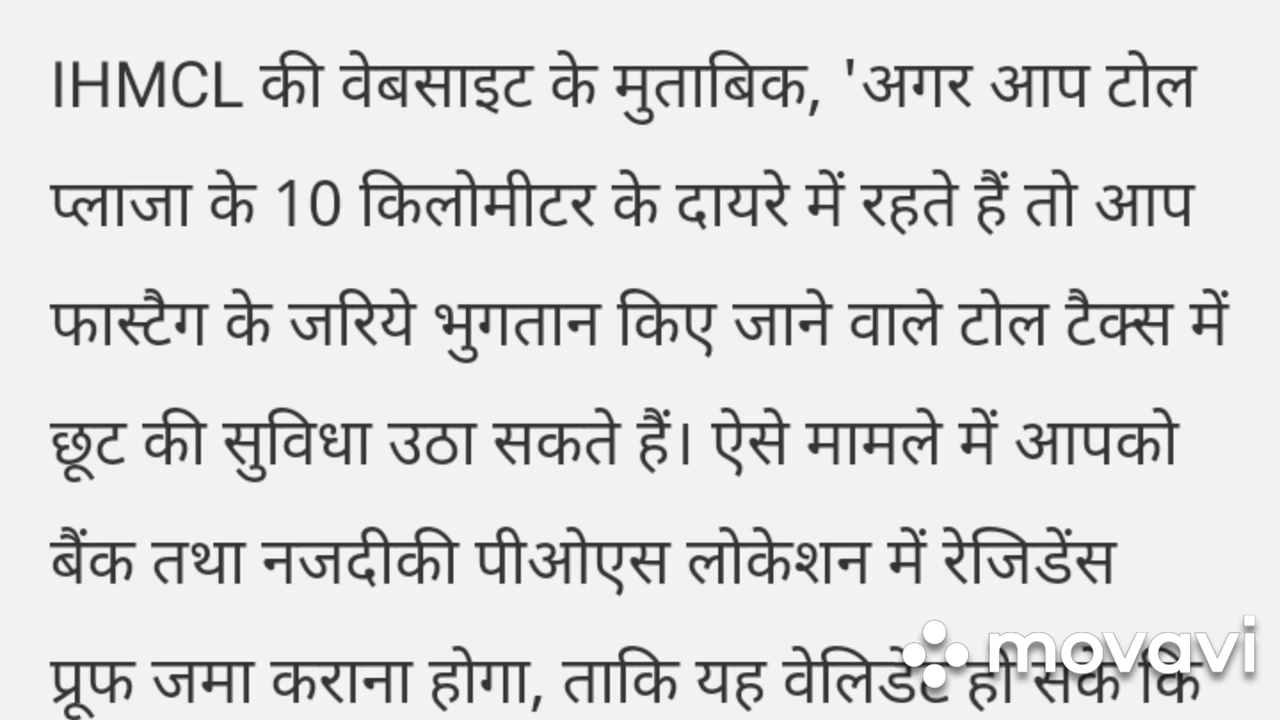 IHMCL की वेबसाइट के मुताबिक, 'अगर आप टोल
प्लाजा के 10 किलोमीटर के दायरे में रहते हैं तो आप
फास्टैग के जरिये भुगतान किए जाने वाले टोल टैक्स में
छूट की सुविधा उठा सकते हैं। ऐसे मामले में आपको
बैंक तथा नजदीकी पीओएस लोकेशन में रेजिडेंस
प्रूफ जमा कराना होगा, ताकि यह वेलिडेट हो सके कि
movavi